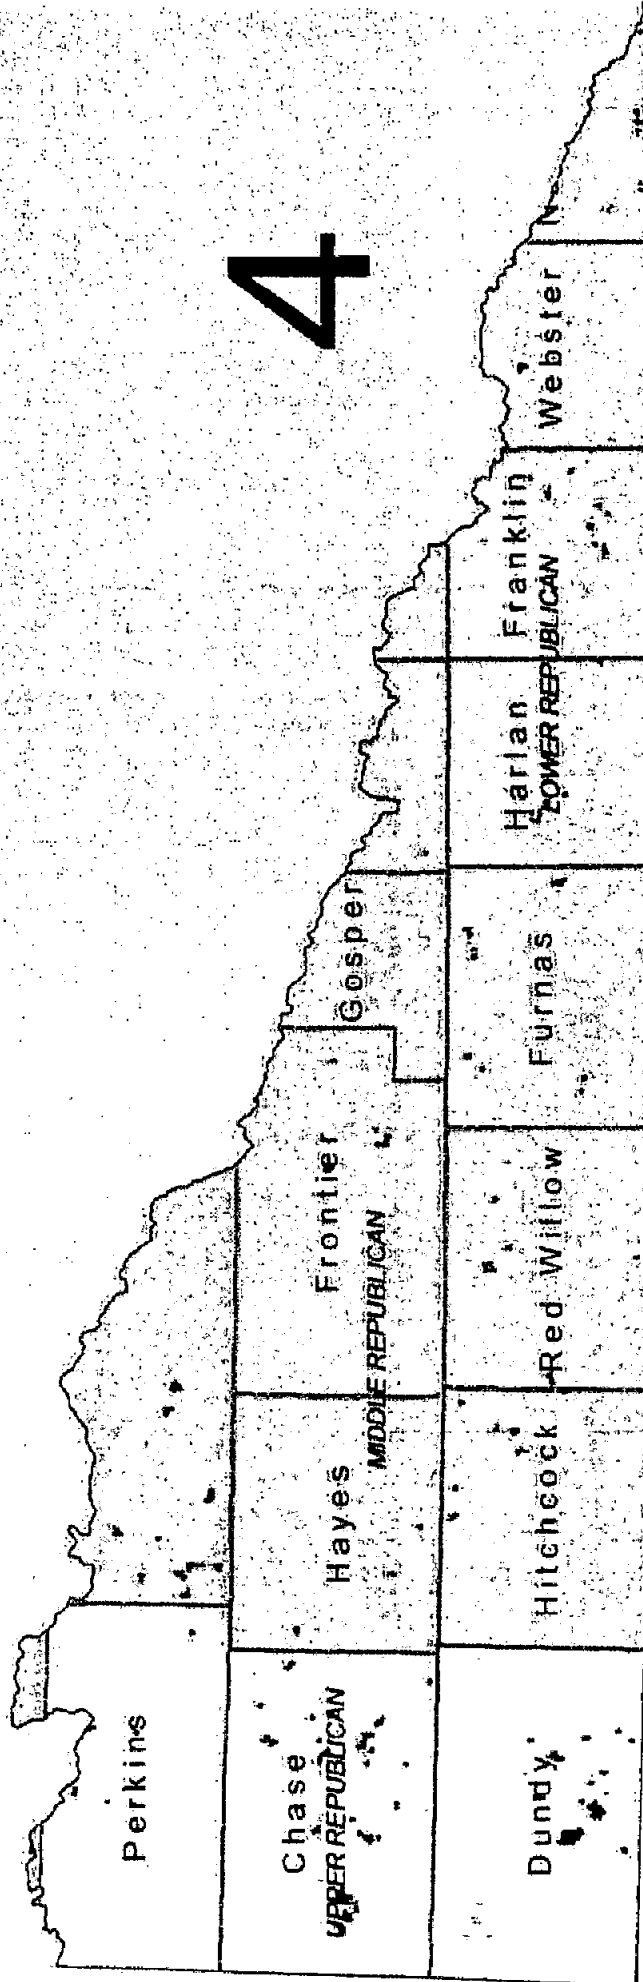 4
Perkins
Chase
UPPER REPUBLICAN
Dundy
Hayes
Frontier
MIDDLE REPUBLICAN
Hitchcock
Red Willow
Gosper
Furnas
Harlan
Franklin
LOWER REPUBLICAN
Webster
N